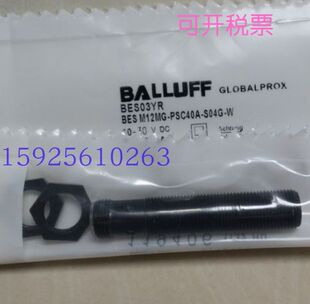 可开税票
BALLUFF GLOBALPROX
BES03YR
BES M12MG-PSC40A-S04G-W
10-30 V DC
15925610263